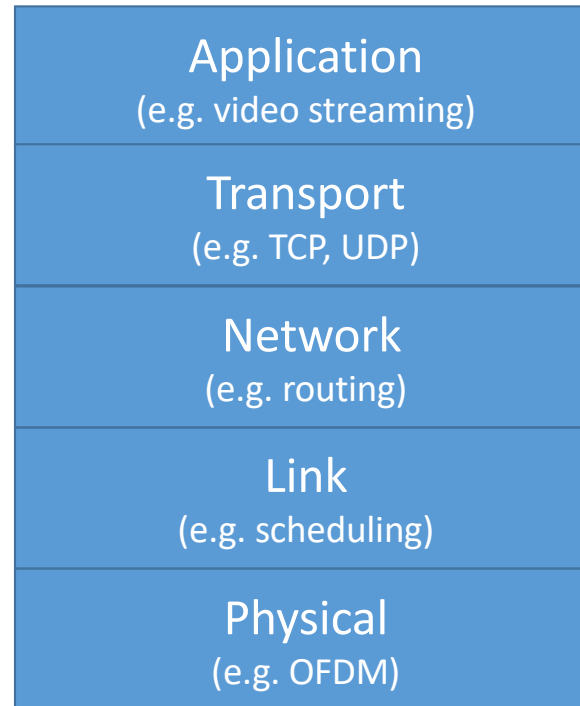 Application
(e.g. video streaming)
Transport
(e.g. TCP, UDP)
Network
(e.g. routing)
Link
(e.g. scheduling)
Physical
(e.g. OFDM)